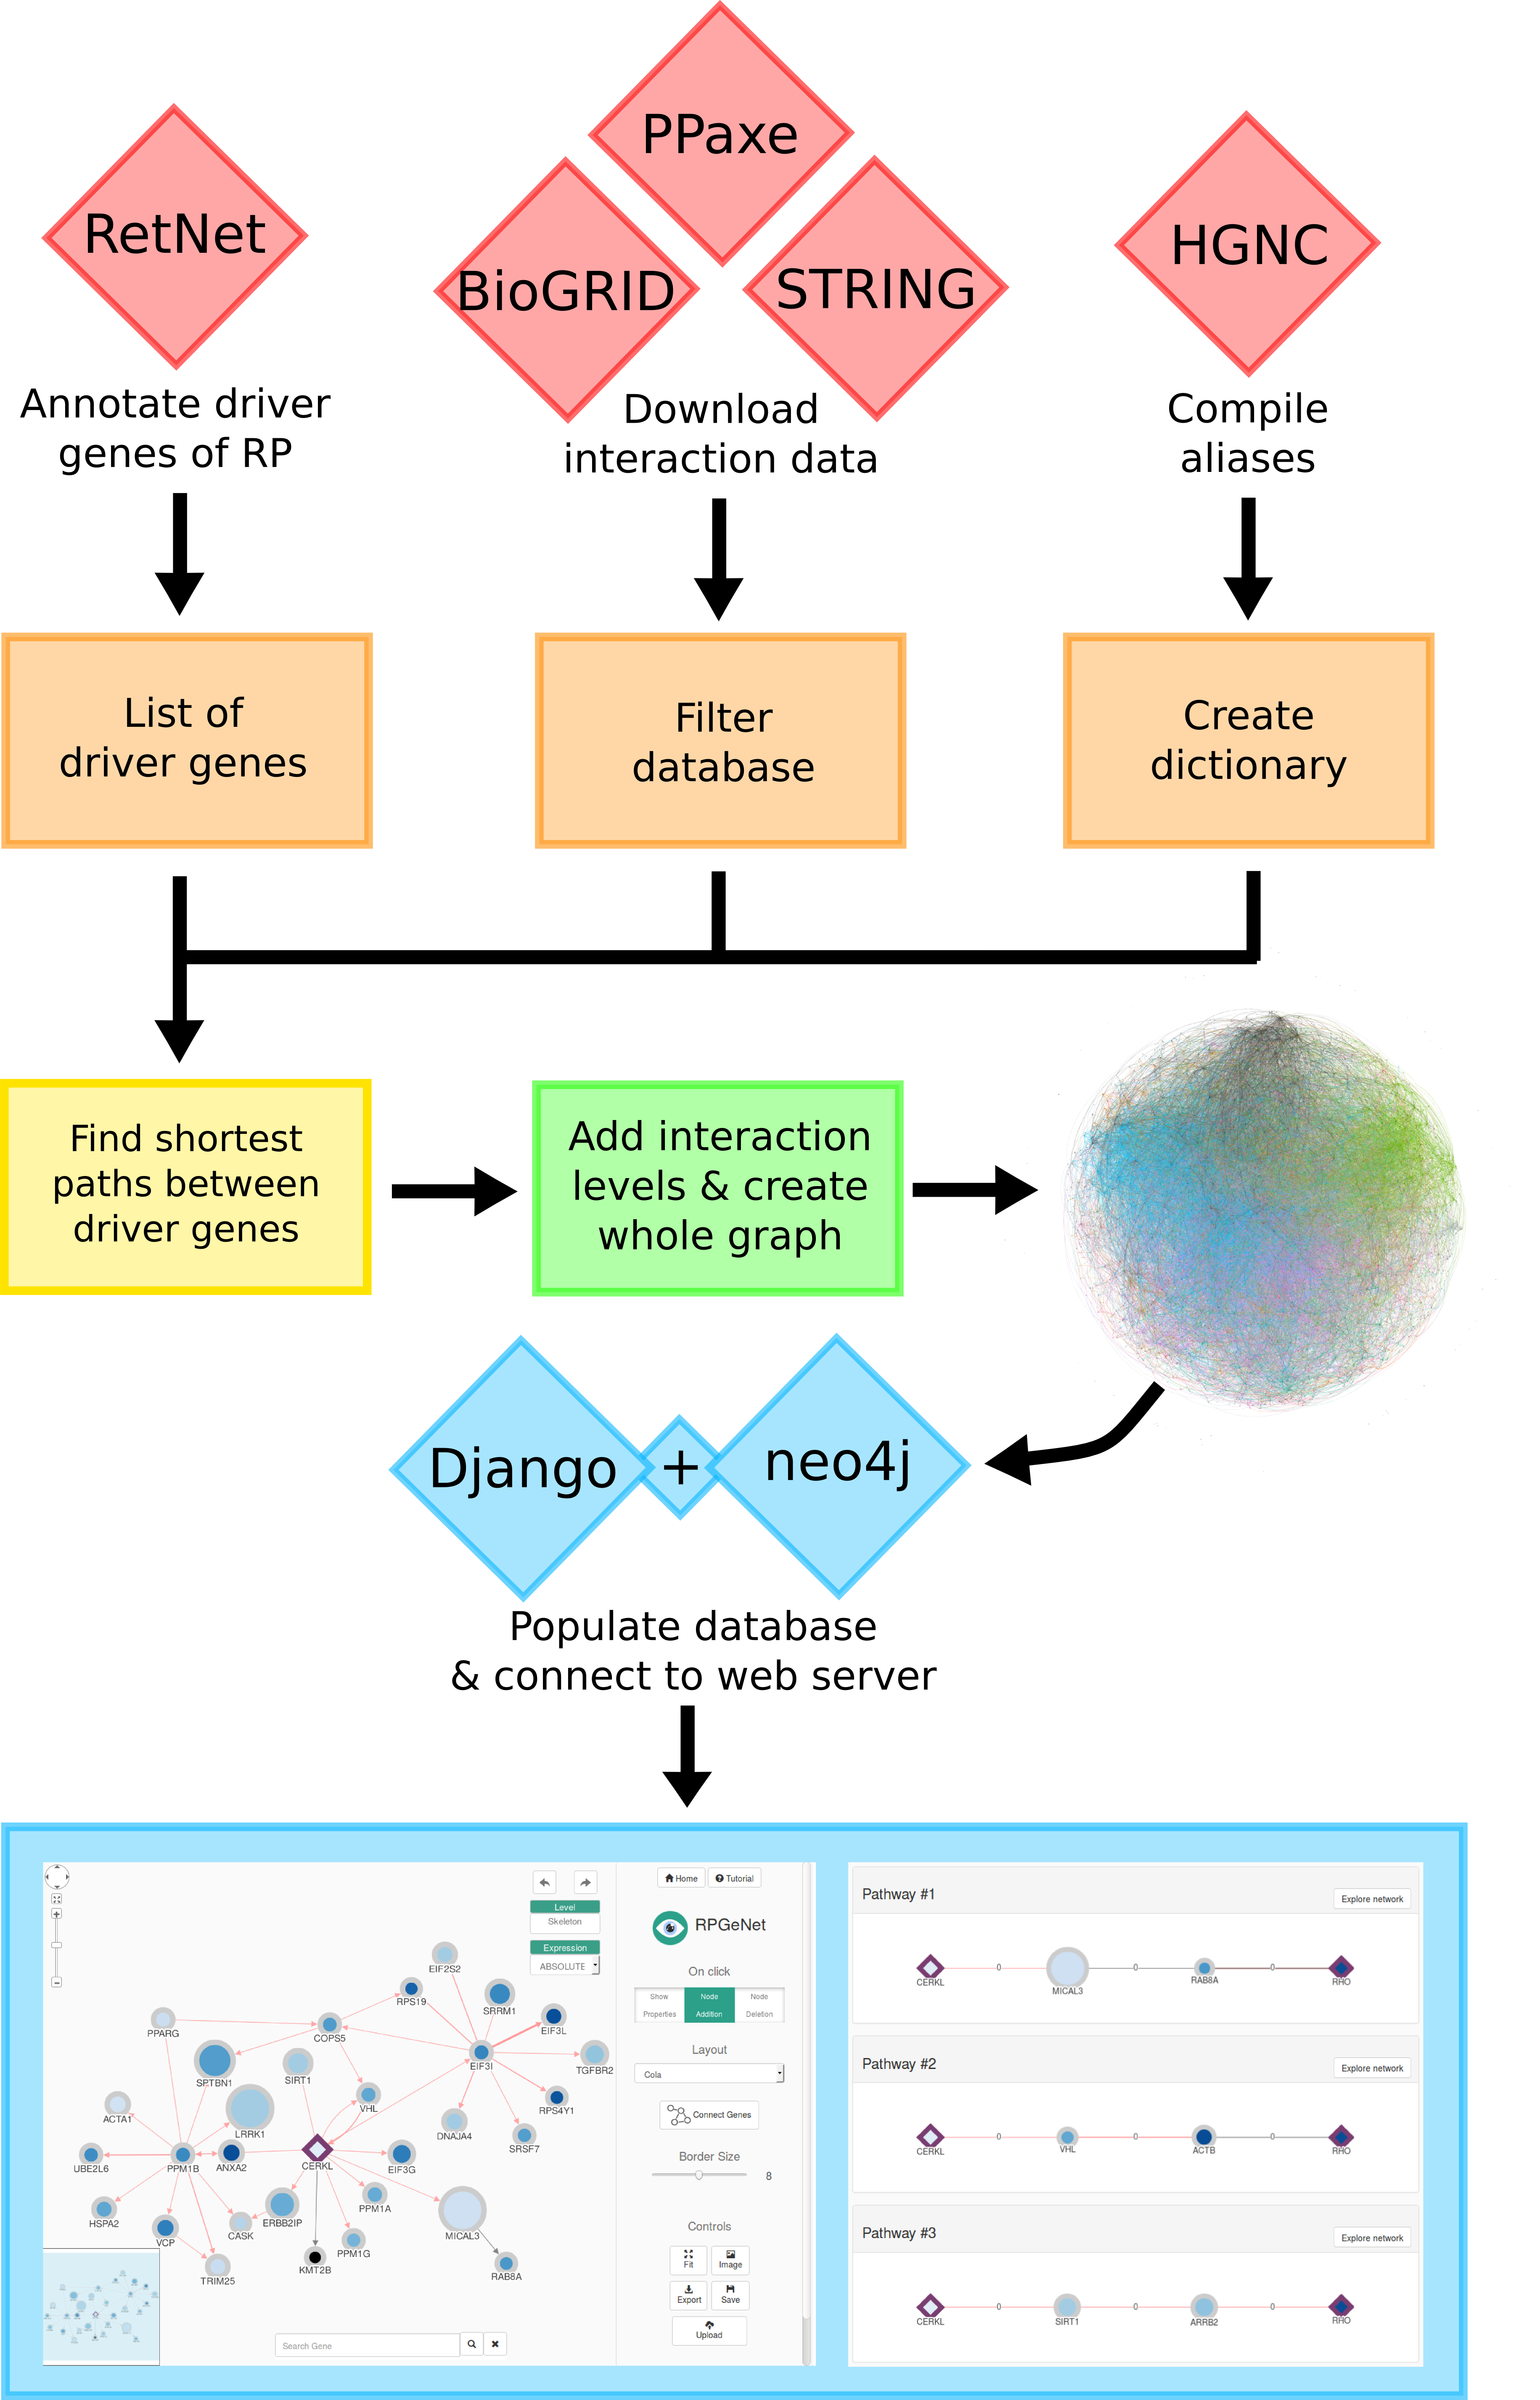 PPaxe
RetNet
HGNC
BioGRID
STRING
Annotate driver
genes of RP
Download
interaction data
Compile
aliases
List of
driver genes
Filter
database
Create
dictionary
Find shortest
paths between
driver genes
Add interaction
levels & create
whole graph
Django
+
neo4j
Populate database
& connect to web server
Level
Skeleton
Expression
ABSOLUTE
EIF2S2
RPS19
SRRM1
PPARG
COPS5
EIF3L
EIF3I
TGFBR2
SPTBN1
SIRT1
VHL
RPS4Y1
ACTA1
LRRK1
DNAJA4
SRSF7
UBE2L6
PPM1B
ANXA2
CERKL
EIF3G
HSPA2
CASK
ERBB2IP
PPM1A
MICAL3
VCP
PPM1G
TRIM25
KMT2B
RAB8A
Search Gene
Home
Tutorial
RPGeNet
On click
Show
Properties
Node
Addition
Node
Deletion
Layout
Cola
Connect Genes
Border Size
8
Controls
Fit
Image
Export
Save
Upload
Pathway #1
Explore network
CERKL
0
MICAL3
0
RAB8A
0
RHO
Pathway #2
Explore network
CERKL
0
VHL
0
ACTB
0
RHO
Pathway #3
Explore network
CERKL
0
SIRT1
0
ARRB2
0
RHO